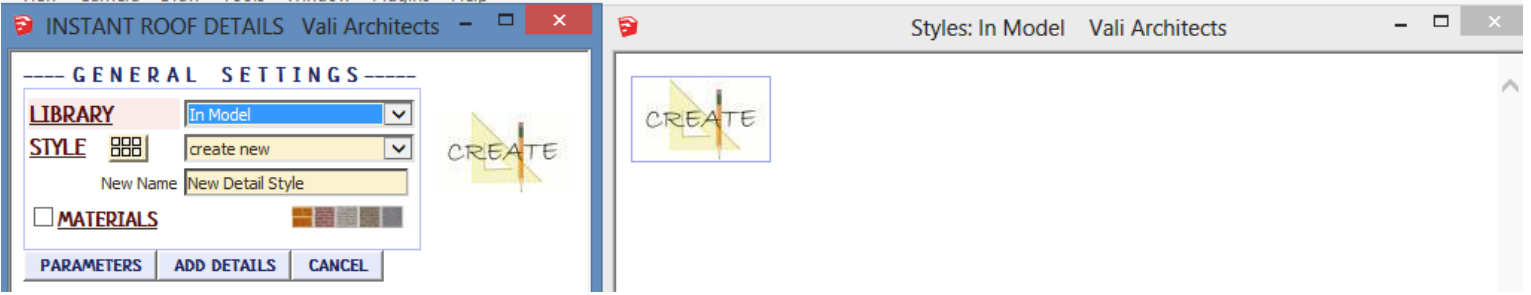 INSTANT ROOF DETAILS Vali Architects
---- GENERAL SETTINGS-----
LIBRARY In Model
STYLE create new
New Name New Detail Style
MATERIALS
PARAMETERS ADD DETAILS CANCEL
CREATE
Styles: In Model Vali Architects
CREATE